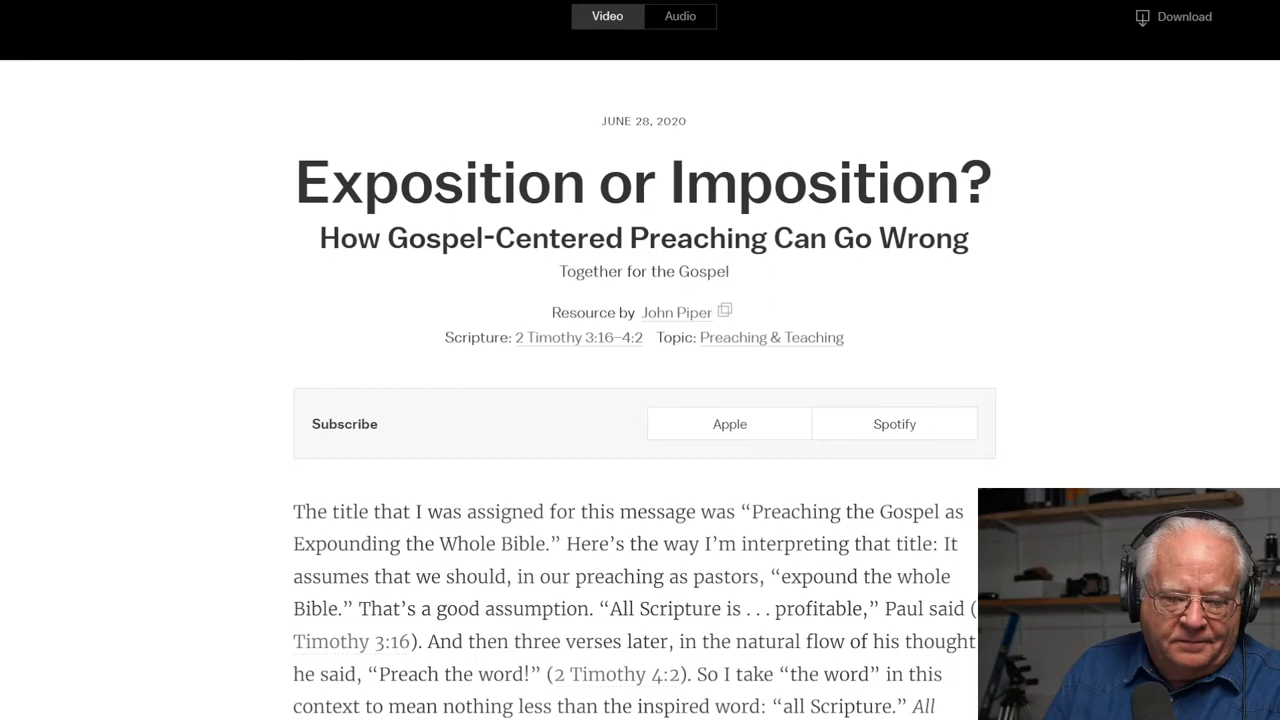 Video Audio Download
JUNE 28, 2020
Exposition or Imposition?
How Gospel-Centered Preaching Can Go Wrong
Together for the Gospel
Resource by John Piper
Scripture: 2 Timothy 3:16–4:2 Topic: Preaching & Teaching
Subscribe Apple Spotify
The title that I was assigned for this message was “Preaching the Gospel as
Expounding the Whole Bible.” Here’s the way I’m interpreting that title: It
assumes that we should, in our preaching as pastors, “expound the whole
Bible.” That’s a good assumption. “All Scripture is . . . profitable,” Paul said (
Timothy 3:16). And then three verses later, in the natural flow of his thought
he said, “Preach the word!” (2 Timothy 4:2). So I take “the word” in this
context to mean nothing less than the inspired word: “all Scripture.” All